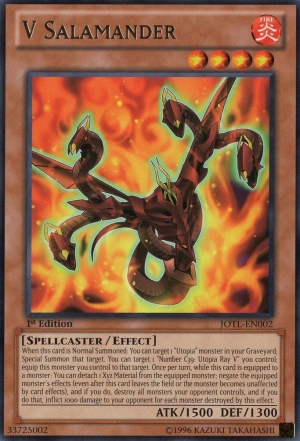 V Salamander
FIRE
炎
1st Edition
JOTL-EN002
[SPELLCASTER / EFFECT]
When this card is Normal Summoned: You can target 1 "Utopia" monster in your Graveyard;
Special Summon that target. You can target 1 "Number C39: Utopia Ray V" you control;
equip this monster you control to that target. Once per turn, while this card is equipped to
a monster: You can detach 1 Xyz Material from the equipped monster; negate the equipped
monster's effects (even after this card leaves the field or the monster becomes unaffected
by card effects), and if you do, destroy all monsters your opponent controls, and if you
do that, inflict 1000 damage to your opponent for each monster destroyed by this effect.
ATK/1500 DEF/1300
33725002
©1996 KAZUKI TAKAHASHI